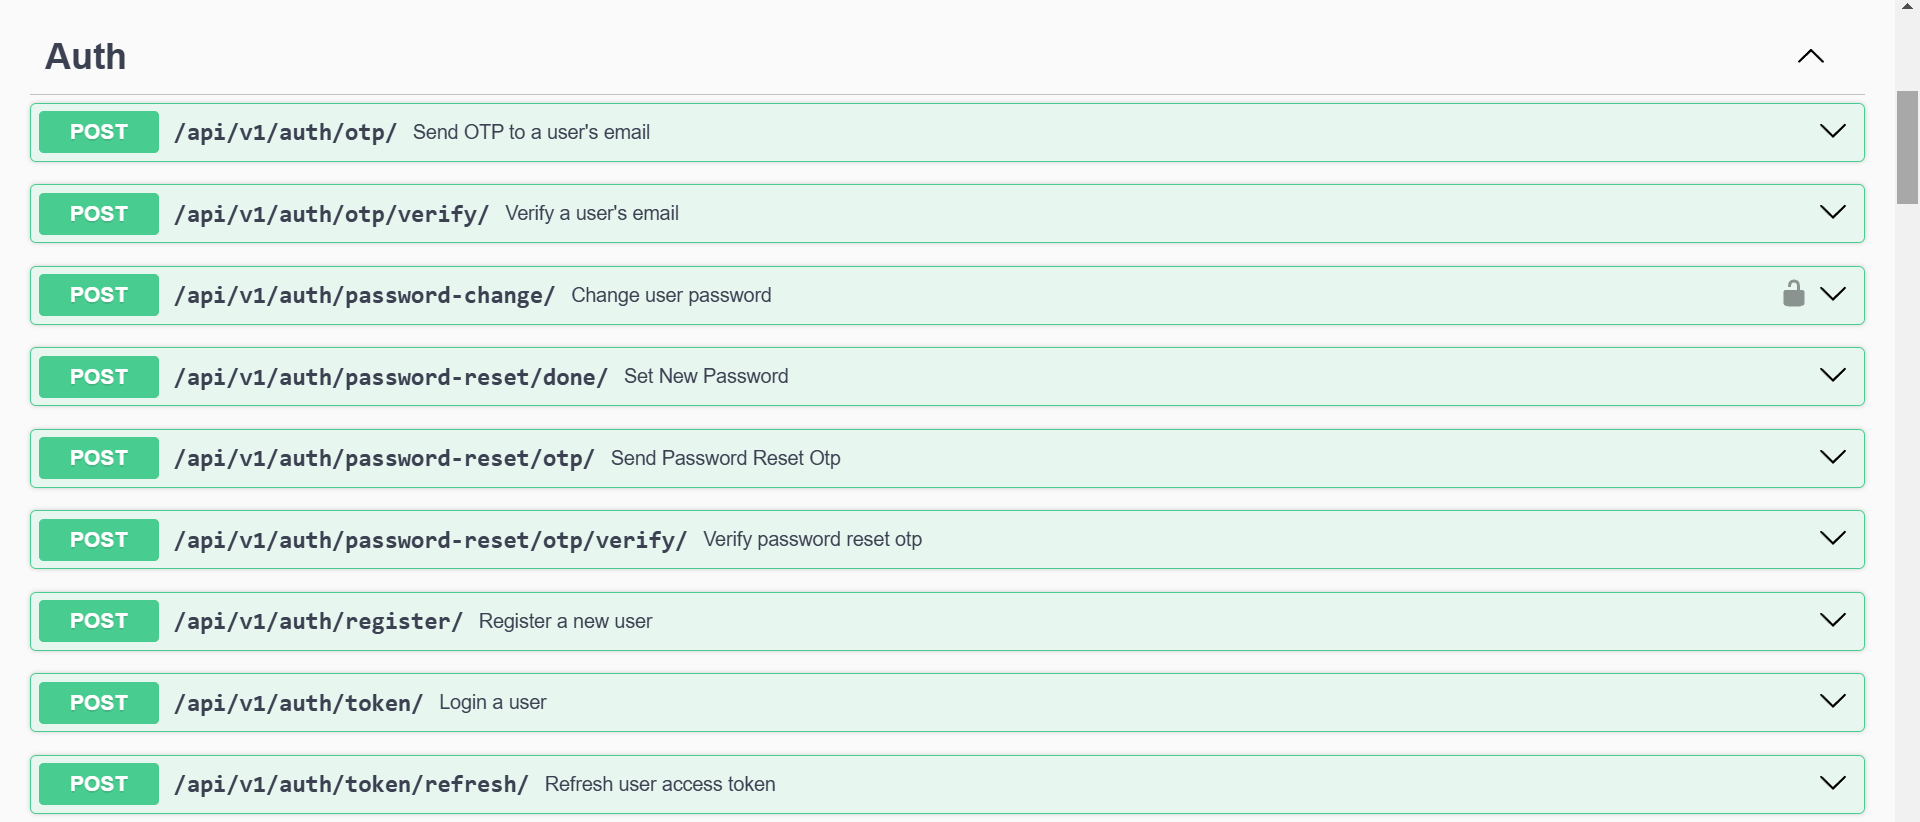 Auth
POST /api/v1/auth/otp/ Send OTP to a user's email
POST /api/v1/auth/otp/verify/ Verify a user's email
POST /api/v1/auth/password-change/ Change user password
POST /api/v1/auth/password-reset/done/ Set New Password
POST /api/v1/auth/password-reset/otp/ Send Password Reset Otp
POST /api/v1/auth/password-reset/otp/verify/ Verify password reset otp
POST /api/v1/auth/register/ Register a new user
POST /api/v1/auth/token/ Login a user
POST /api/v1/auth/token/refresh/ Refresh user access token